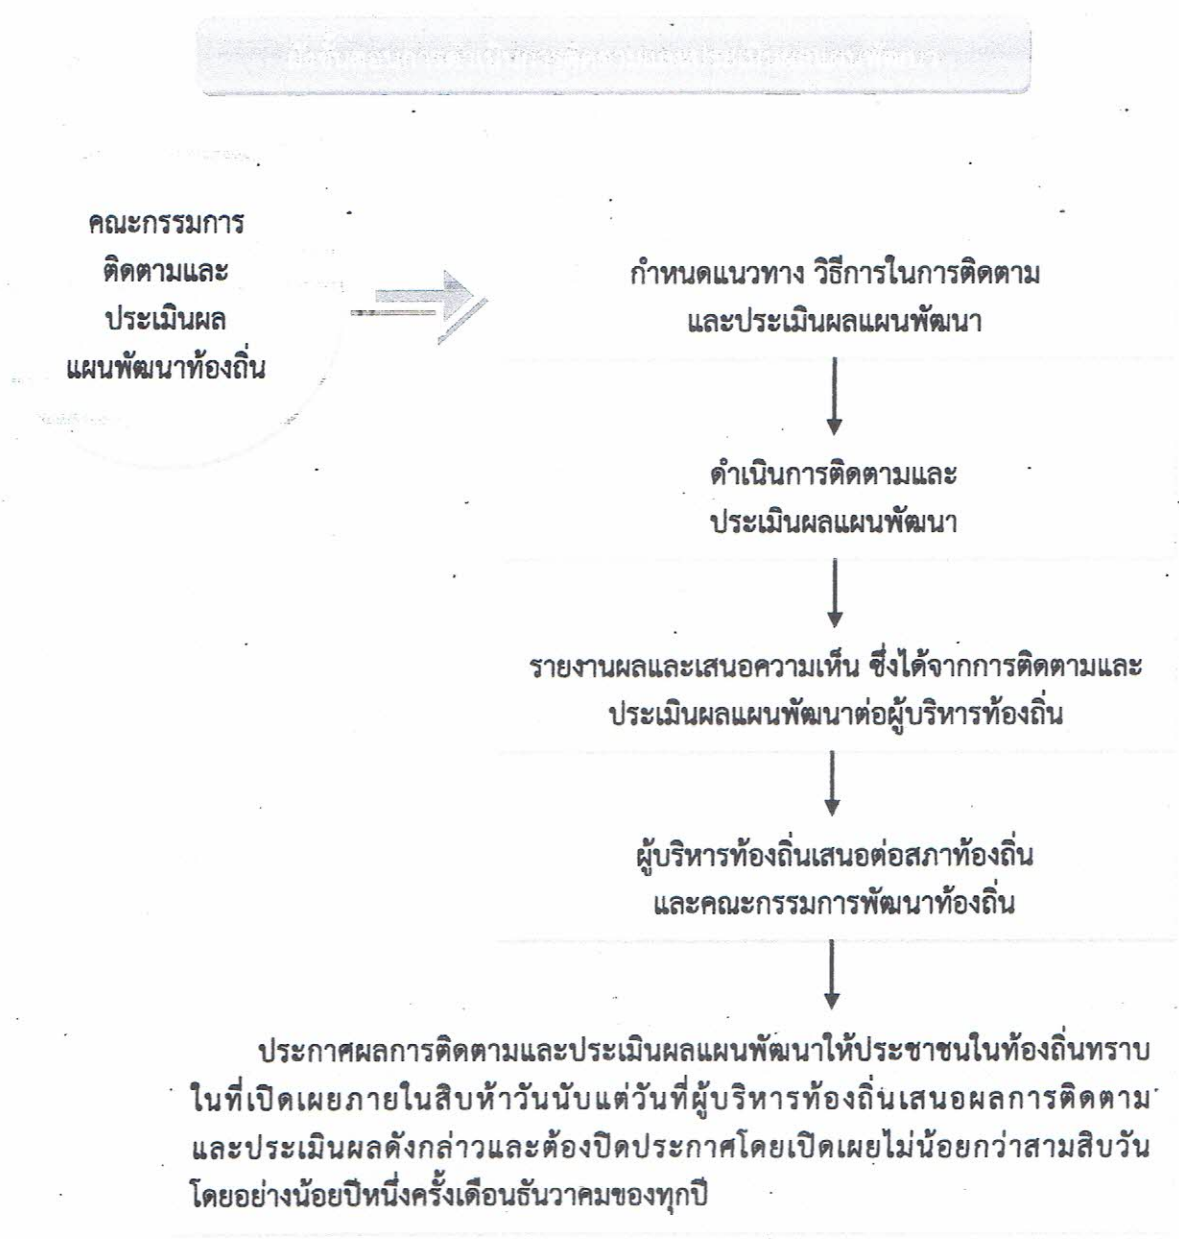 คณะกรรมการ
ติดตามและ
ประเมินผล
แผนพัฒนาท้องถิ่น
กำหนดแนวทาง วิธีการในการติดตาม
และประเมินผลแผนพัฒนา
ดำเนินการติดตามและ
ประเมินผลแผนพัฒนา
รายงานผลและเสนอความเห็น ซึ่งได้จากการติดตามและ
ประเมินผลแผนพัฒนาต่อผู้บริหารท้องถิ่น
ผู้บริหารท้องถิ่นเสนอต่อสภาท้องถิ่น
และคณะกรรมการพัฒนาท้องถิ่น
ประกาศผลการติดตามและประเมินผลแผนพัฒนาให้ประชาชนในท้องถิ่นทราบ
ในที่เปิดเผยภายในสิบห้าวันนับแต่วันที่ผู้บริหารท้องถิ่นเสนอผลการติดตาม
และประเมินผลดังกล่าวและต้องปิดประกาศโดยเปิดเผยไม่น้อยกว่าสามสิบวัน
โดยอย่างน้อยปีหนึ่งครั้งเดือนธันวาคมของทุกปี